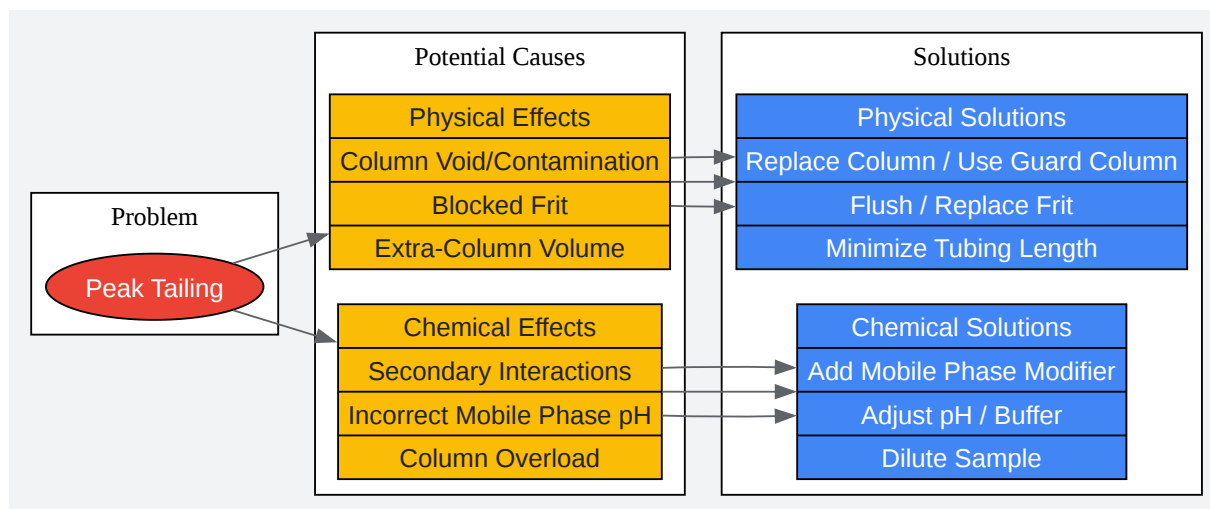 Problem
Peak Tailing
Potential Causes
Physical Effects
Column Void/Contamination
Blocked Frit
Extra-Column Volume
Chemical Effects
Secondary Interactions
Incorrect Mobile Phase pH
Column Overload
Solutions
Physical Solutions
Replace Column / Use Guard Column
Flush / Replace Frit
Minimize Tubing Length
Chemical Solutions
Add Mobile Phase Modifier
Adjust pH / Buffer
Dilute Sample